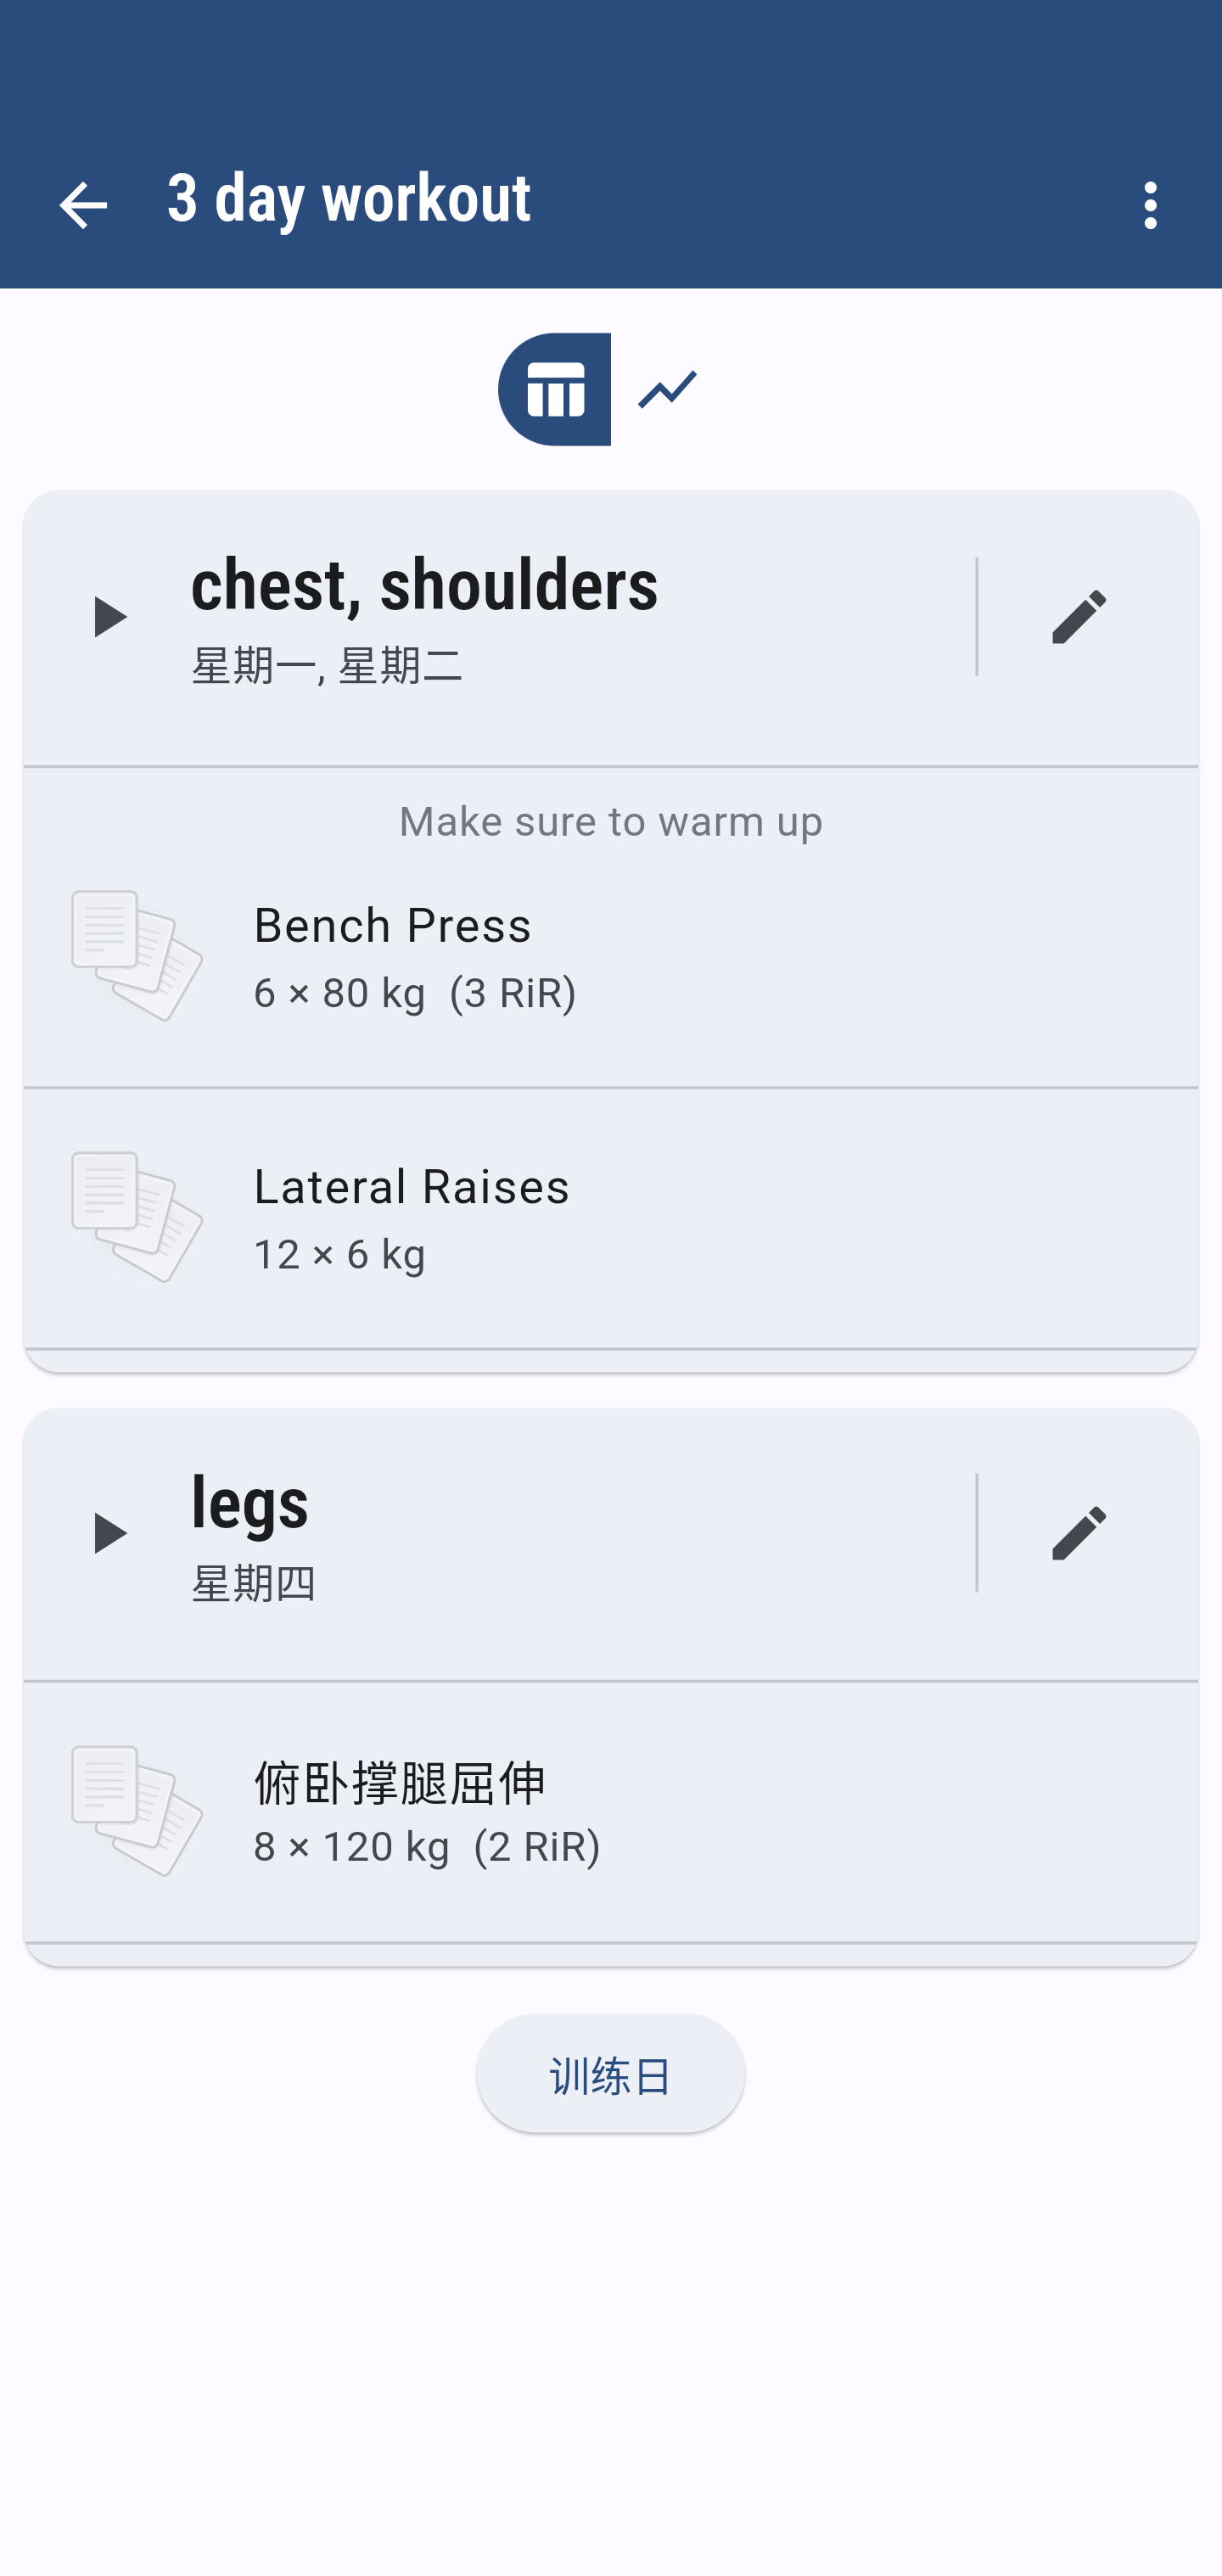 3 day workout
chest, shoulders
星期一, 星期二
Make sure to warm up
Bench Press
6 × 80 kg  (3 RiR)
Lateral Raises
12 × 6 kg
legs
星期四
俯卧撑腿屈伸
8 × 120 kg  (2 RiR)
训练日